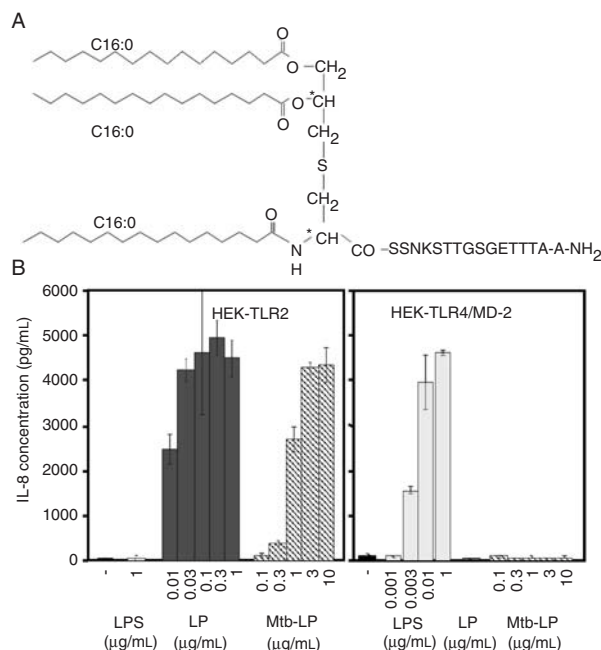 A
C16:0
O
O
CH2
C16:0
O
*
CH
O
CH2
S
CH2
C16:0
O
*
CH
N
H
CO
SSNKSTTGSGETTTA-A-NH2
B
IL-8 concentration (pg/mL)
6000
5000
4000
3000
2000
1000
0
HEK-TLR2
HEK-TLR4/MD-2
- 1 0.01 0.03 0.1 0.3 1 0.1 0.3 1 3 10
- 0.001 0.003 0.01 1 1 0.1 0.3 1 3 10
LPS LP Mtb-LP
(µg/mL) (µg/mL) (µg/mL)
LPS LP Mtb-LP
(µg/mL) (µg/mL) (µg/mL)